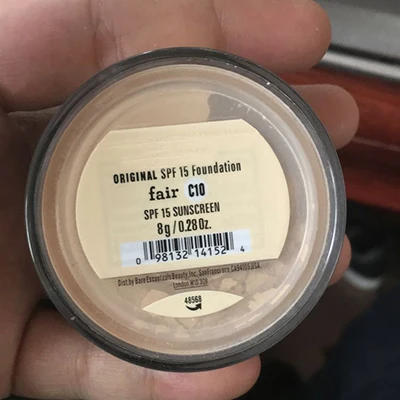 ORIGINAL SPF 15 Foundation
fair C10
SPF 15 SUNSCREEN
8g/0.28 Oz.
0 98132 14152 4
Dist. by Bare Escentuals Beauty, Inc., San Francisco, CA 94105 USA
London W1D 3QB
48568